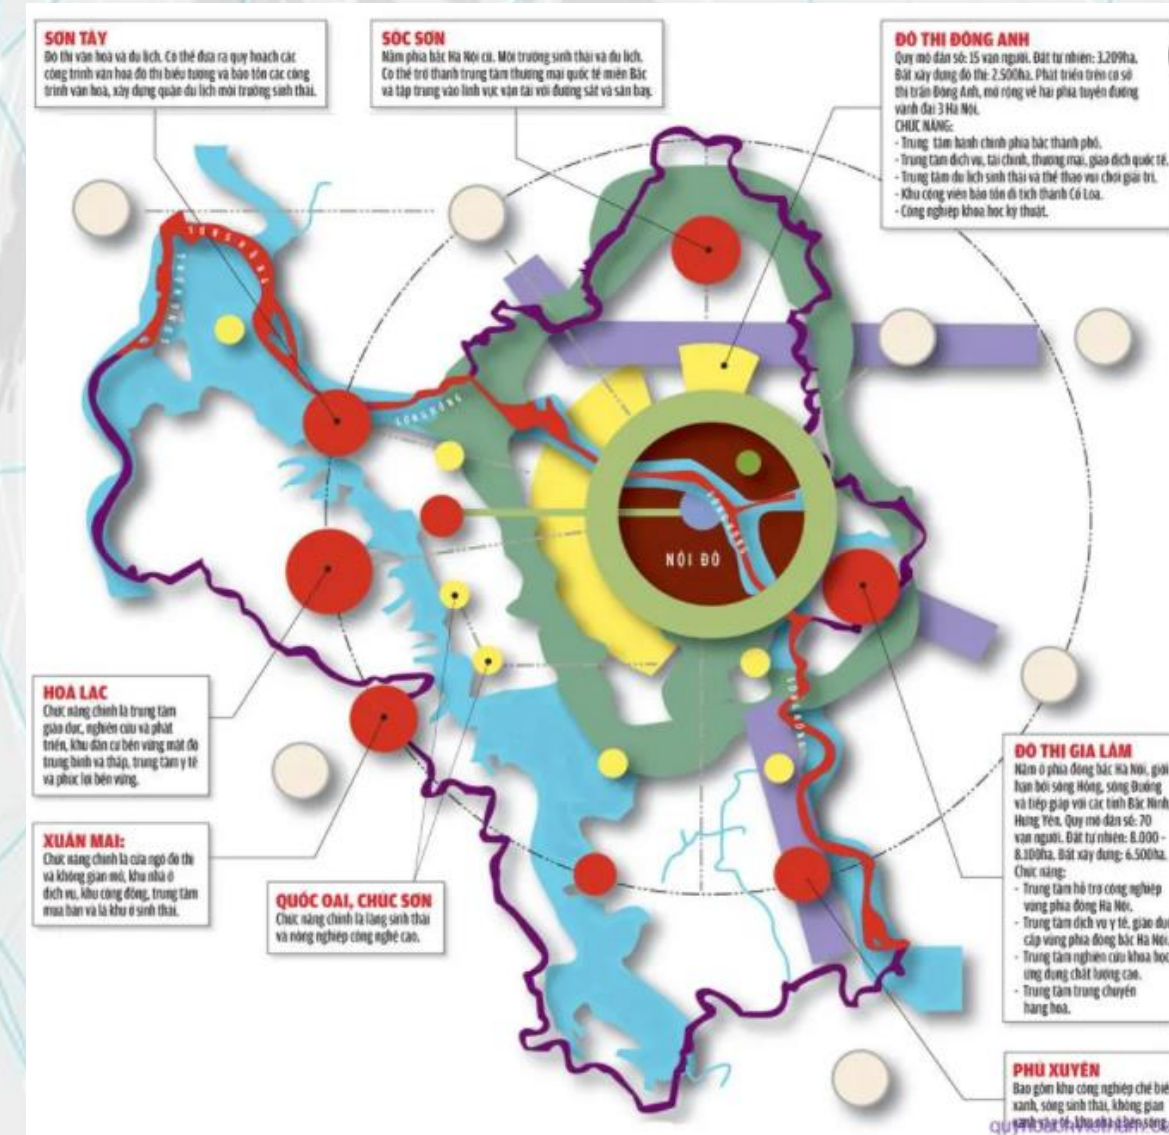 SƠN TÂY
Đô thị văn hoá và du lịch. Có thể đưa ra quy hoạch các
công trình văn hoá đô thị biểu tượng và bảo tồn các công
trình văn hoá, xây dựng quận du lịch môi trường sinh thái.
SÓC SƠN
Nằm phía bắc Hà Nội cũ. Môi trường sinh thái và du lịch.
Có thể trở thành trung tâm thương mại quốc tế miền Bắc
và tập trung vào lĩnh vực vận tải với đường sắt và sân bay.
ĐÔ THỊ ĐÔNG ANH
Quy mô dân số: 15 vạn người. Đất tự nhiên: 3.209ha.
Đất xây dựng đô thị: 2.500ha. Phát triển trên cơ sở
thị trấn Đông Anh, mở rộng về hai phía tuyến đường
vành đai 3 Hà Nội.
CHỨC NĂNG:
- Trung tâm hành chính phía bắc thành phố.
- Trung tâm dịch vụ, tài chính, thương mại, giao dịch quốc tế.
- Trung tâm du lịch sinh thái và thể thao vui chơi giải trí.
- Khu công viên bảo tồn di tích thành Cổ Loa.
- Công nghiệp khoa học kỹ thuật.
SÔNG HỒNG
SÔNG HỒNG
SÔNG HỒNG
NỘI ĐÔ
SÔNG HỒNG
HOÀ LẠC
Chức năng chính là trung tâm
giáo dục, nghiên cứu và phát
triển, khu dân cư bền vững mật độ
trung bình và thấp, trung tâm y tế
và phúc lợi bền vững.
XUÂN MAI:
Chức năng chính là cửa ngõ đô thị
và không gian mở, khu nhà ở
dịch vụ, khu công đồng, trung tâm
mua bán và là khu ở sinh thái.
QUỐC OAI, CHÚC SƠN
Chức năng chính là làng sinh thái
và nông nghiệp công nghệ cao.
ĐÔ THỊ GIA LÂM
Nằm ở phía đông bắc Hà Nội, giới
hạn bởi sông Hồng, sông Đuống
và tiếp giáp với các tỉnh Bắc Ninh
Hưng Yên. Quy mô dân số: 70
vạn người. Đất tự nhiên: 8.000 -
8.100ha. Đất xây dựng: 6.500ha.
Chức năng:
- Trung tâm hỗ trợ công nghiệp
vùng phía đông Hà Nội.
- Trung tâm dịch vụ y tế, giáo dục
cấp vùng phía đông bắc Hà Nội.
- Trung tâm nghiên cứu khoa học
ứng dụng chất lượng cao.
- Trung tâm trung chuyển
hàng hoá.
PHÚ XUYÊN
Bao gồm khu công nghiệp chế biế
xanh, sông sinh thái, không gian